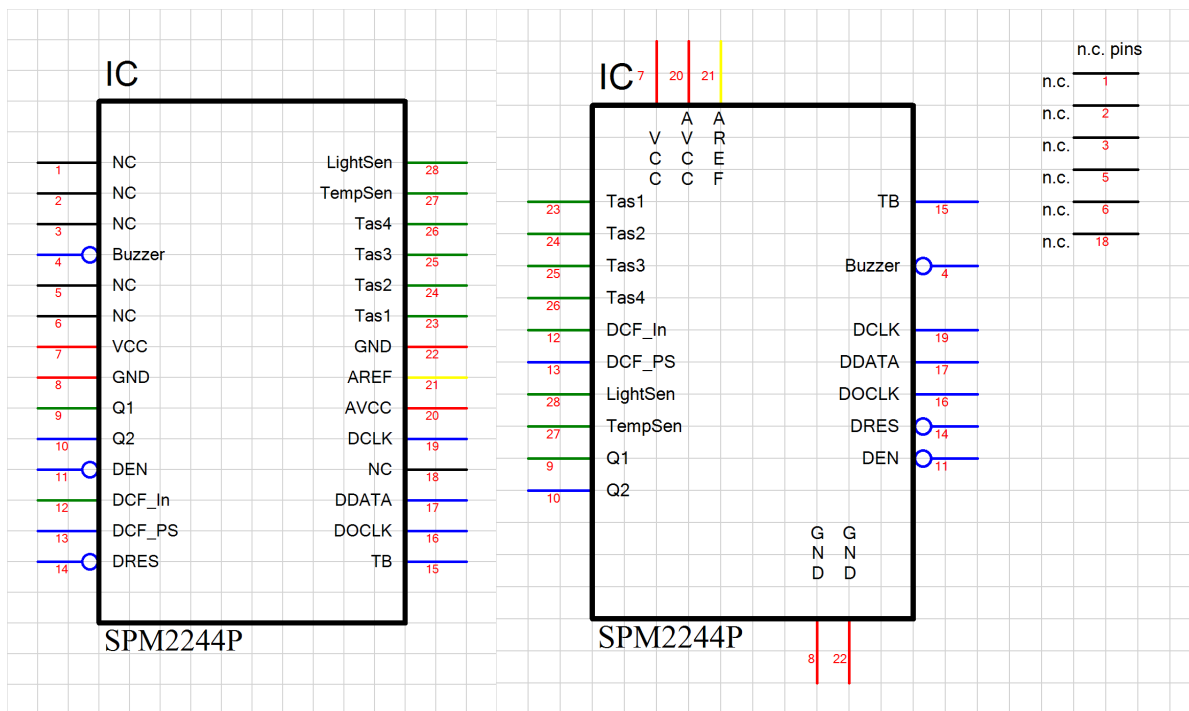 IC
NC LightSen
1 28
NC TempSen
2 27
NC Tas4
3 26
Buzzer Tas3
4 25
NC Tas2
5 24
NC Tas1
6 23
VCC GND
7 22
GND AREF
8 21
Q1 AVCC
9 20
Q2 DCLK
10 19
DEN NC
11 18
DCF_In DDATA
12 17
DCF_PS DOCLK
13 16
DRES TB
14 15
SPM2244P
IC 7 20 21
VCC AVCC AREF
Tas1 TB
23 15
Tas2
24
Tas3 Buzzer
25 4
Tas4
26
DCF_In DCLK
12 19
DCF_PS DDATA
13 17
LightSen DOCLK
28 16
TempSen DRES
27 14
Q1 DEN
9 11
Q2
10
GND GND
SPM2244P
8 22
n.c. pins
n.c. 1
n.c. 2
n.c. 3
n.c. 5
n.c. 6
n.c. 18